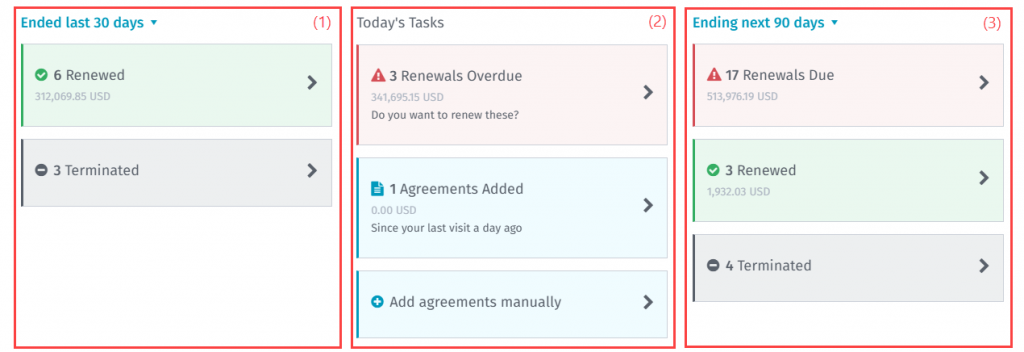 Ended last 30 days (1)
6 Renewed
312,069.85 USD
3 Terminated
Today's Tasks (2)
3 Renewals Overdue
341,695.15 USD
Do you want to renew these?
1 Agreements Added
0.00 USD
Since your last visit a day ago
Add agreements manually
Ending next 90 days (3)
17 Renewals Due
513,976.19 USD
3 Renewed
1,932.03 USD
4 Terminated